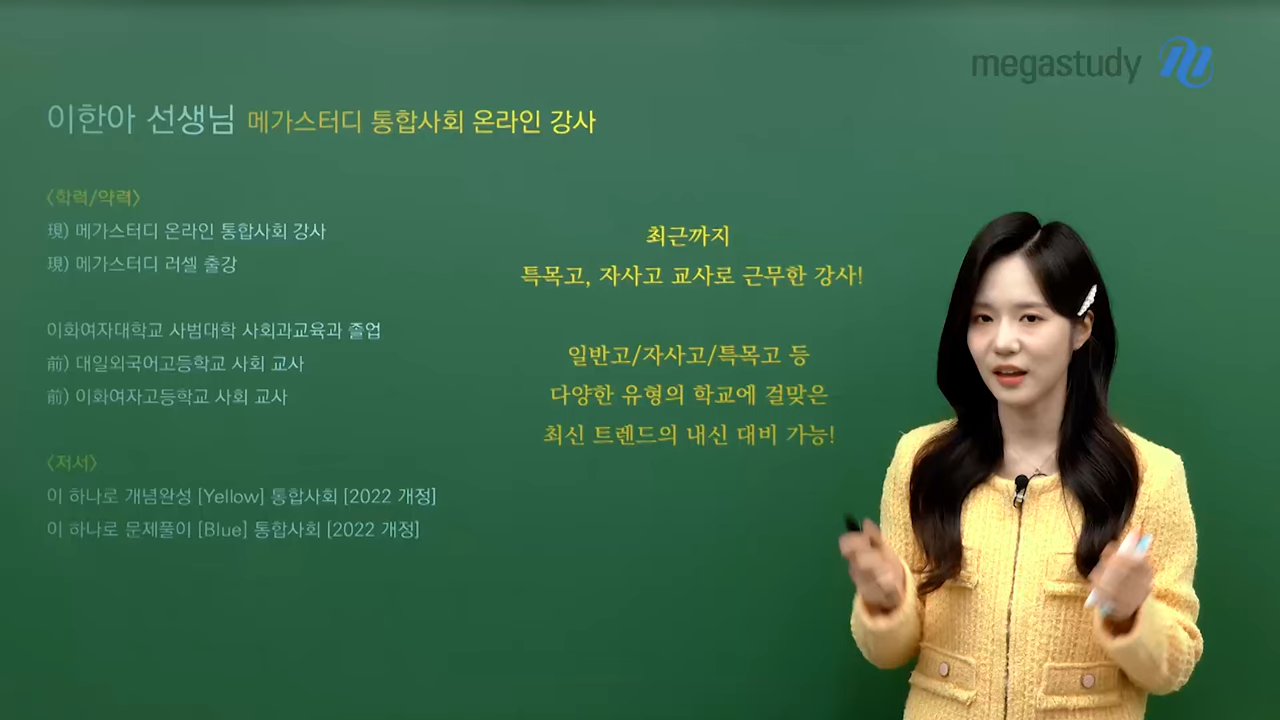 megastudy
이한아 선생님 메가스터디 통합사회 온라인 강사
<학력/약력>
現) 메가스터디 온라인 통합사회 강사
現) 메가스터디 러셀 출강
이화여자대학교 사범대학 사회과교육과 졸업
前) 대일외국어고등학교 사회 교사
前) 이화여자고등학교 사회 교사
<저서>
이 하나로 개념완성 [Yellow] 통합사회 [2022 개정]
이 하나로 문제풀이 [Blue] 통합사회 [2022 개정]
최근까지
특목고, 자사고 교사로 근무한 강사!
일반고/자사고/특목고 등
다양한 유형의 학교에 걸맞은
최신 트렌드의 내신 대비 가능!